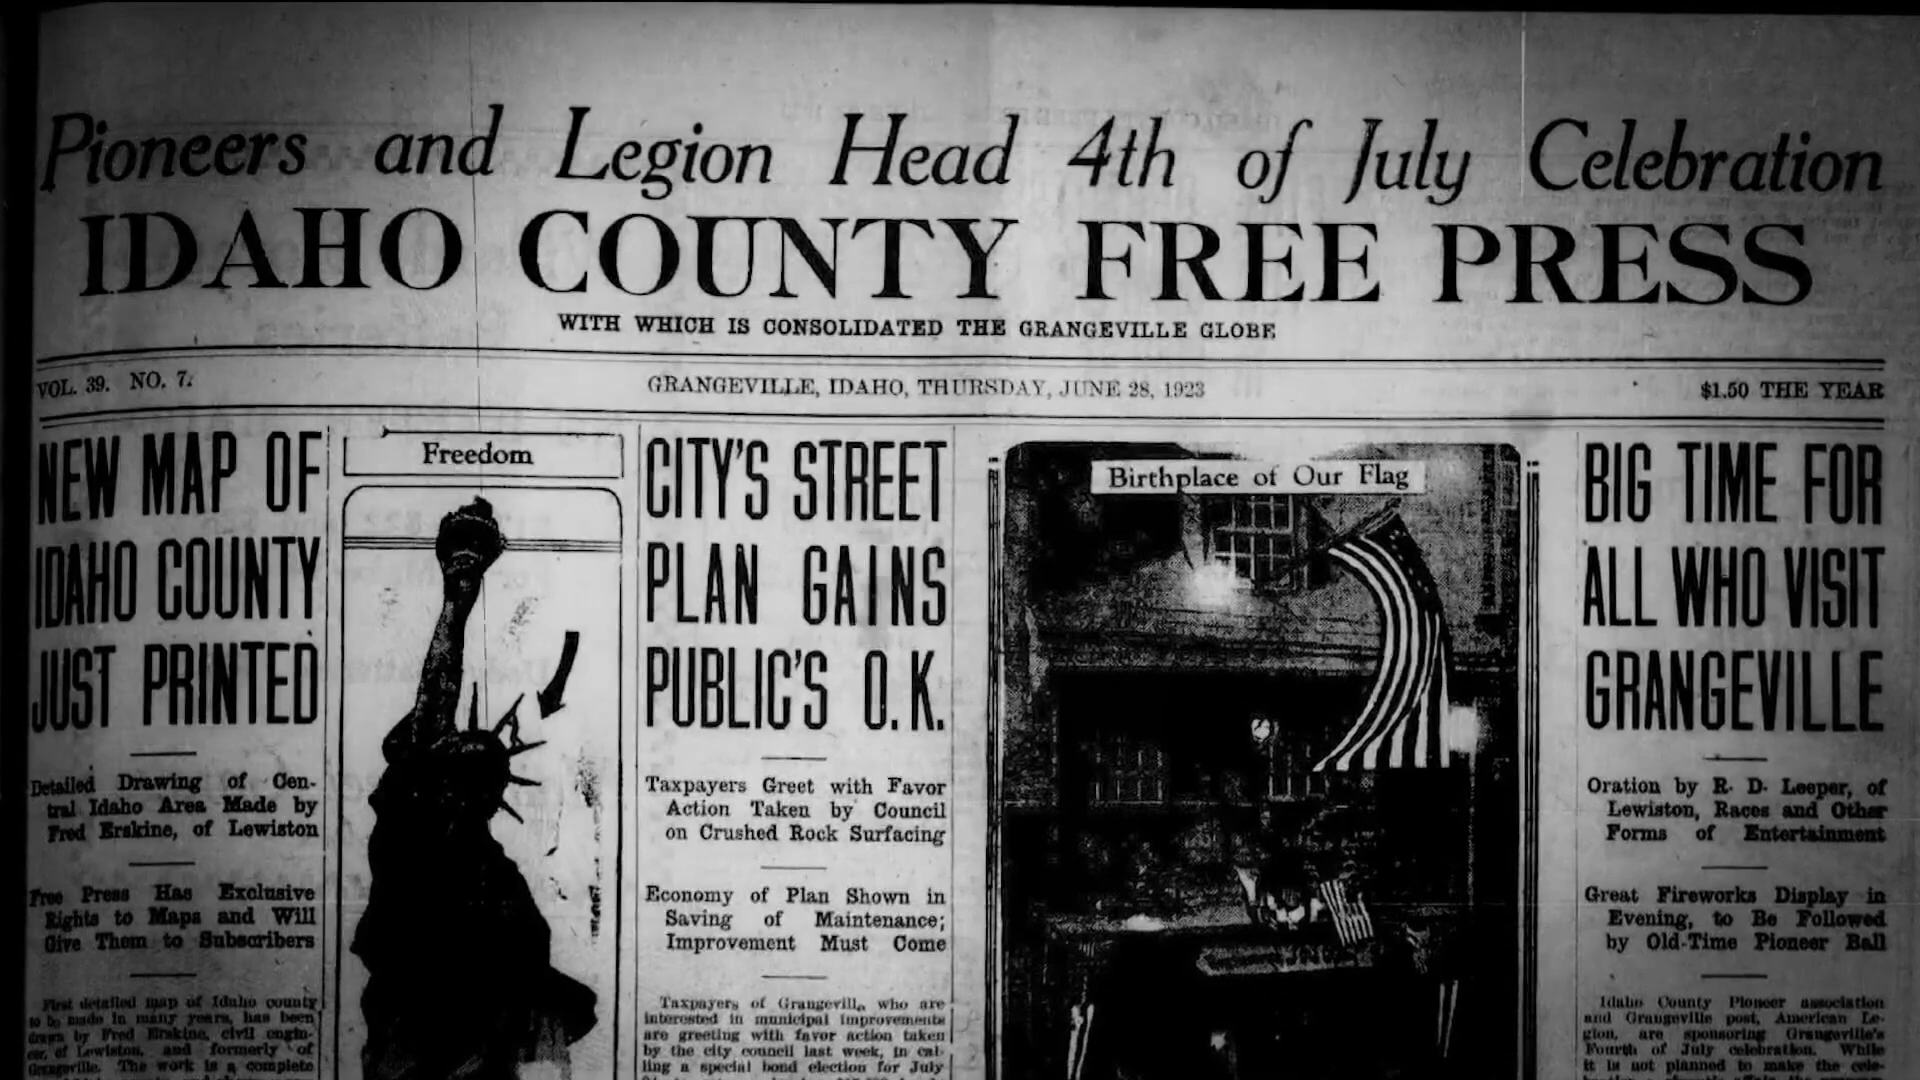 Pioneers and Legion Head 4th of July Celebration
IDAHO COUNTY FREE PRESS
WITH WHICH IS CONSOLIDATED THE GRANGEVILLE GLOBE
VOL. 39. NO. 7.
GRANGEVILLE, IDAHO, THURSDAY, JUNE 28, 1923
$1.50 THE YEAR
NEW MAP OF
IDAHO COUNTY
JUST PRINTED
Detailed Drawing of Cen-
tral Idaho Area Made by
Fred Erskine, of Lewiston
Free Press Has Exclusive
Rights to Maps and Will
Give Them to Subscribers
First detailed map of Idaho county
to be made in many years, has been
drawn by Fred Erskine, civil engin-
eer, of Lewiston, and formerly of
Grangeville. The work is a complete
Freedom
CITY'S STREET
PLAN GAINS
PUBLIC'S O.K.
Taxpayers Greet with Favor
Action Taken by Council
on Crushed Rock Surfacing
Economy of Plan Shown in
Saving of Maintenance;
Improvement Must Come
Taxpayers of Grangevill, who are
interested in municipal improvements
are greeting with favor action taken
by the city council last week, in cal-
ling a special bond election for July
Birthplace of Our Flag
BIG TIME FOR
ALL WHO VISIT
GRANGEVILLE
Oration by R. D. Leeper, of
Lewiston, Races and Other
Forms of Entertainment
Great Fireworks Display in
Evening, to Be Followed
by Old-Time Pioneer Ball
Idaho County Pioneer association
and Grangeville post, American Le-
gion, are sponsoring Grangeville's
Fourth of July celebration. While
it is not planned to make the cele-